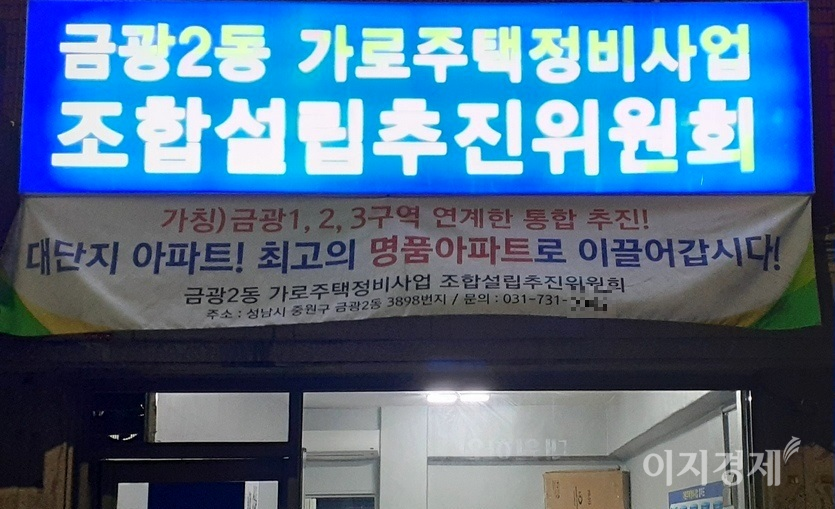 금광2동 가로주택정비사업
조합설립추진위원회
가칭)금광1, 2, 3구역 연계한 통합 추진!
대단지 아파트! 최고의 명품아파트로 이끌어갑시다!
금광2동 가로주택정비사업 조합설립추진위원회
주소 : 성남시 중원구 금광2동 3898번지 / 문의 : 031-731-
이지경제